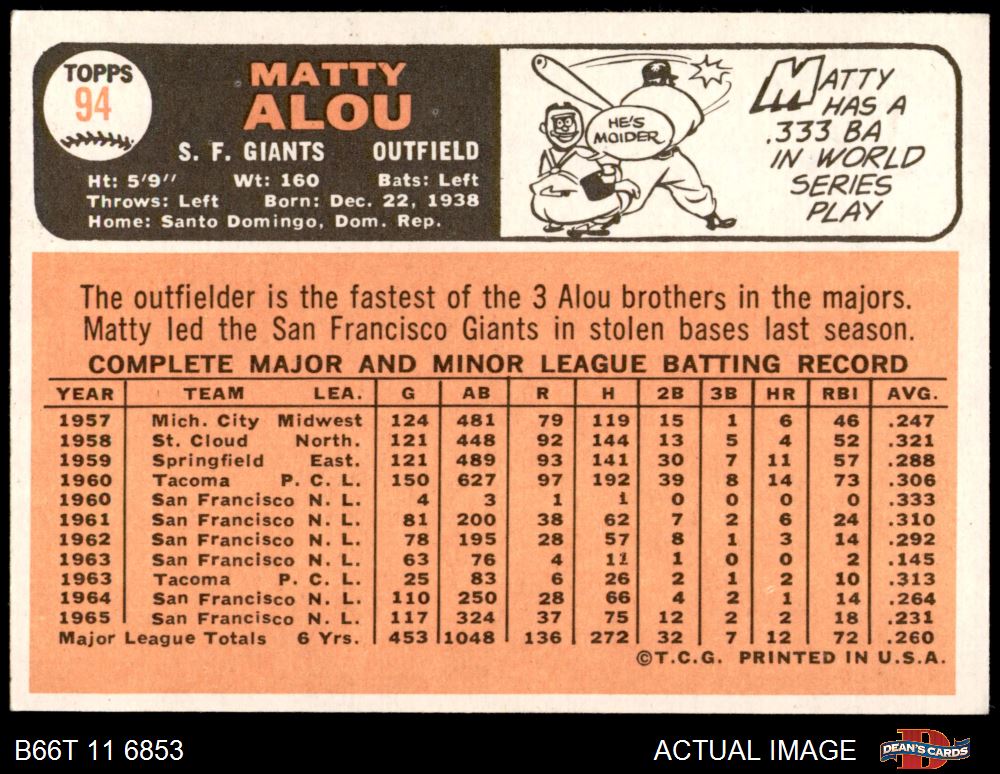 TOPPS
94
MATTY
ALOU
S. F. GIANTS OUTFIELD
Ht: 5'9" Wt: 160 Bats: Left
Throws: Left Born: Dec. 22, 1938
Home: Santo Domingo, Dom. Rep.
HE'S
MOIDER
MATTY
HAS A
.333 BA
IN WORLD
SERIES
PLAY
The outfielder is the fastest of the 3 Alou brothers in the majors.
Matty led the San Francisco Giants in stolen bases last season.
COMPLETE MAJOR AND MINOR LEAGUE BATTING RECORD
YEAR TEAM LEA. G AB R H 2B 3B HR RBI AVG.
1957 Mich. City Midwest 124 481 79 119 15 1 6 46 .247
1958 St. Cloud North. 121 448 92 144 13 5 4 52 .321
1959 Springfield East. 121 489 93 141 30 7 11 57 .288
1960 Tacoma P. C. L. 150 627 97 192 39 8 14 73 .306
1960 San Francisco N. L. 4 3 1 1 0 0 0 0 .333
1961 San Francisco N. L. 81 200 38 62 7 2 6 24 .310
1962 San Francisco N. L. 78 195 28 57 8 1 3 14 .292
1963 San Francisco N. L. 63 76 4 11 1 0 0 2 .145
1963 Tacoma P. C. L. 25 83 6 26 2 1 2 10 .313
1964 San Francisco N. L. 110 250 28 66 4 2 1 14 .264
1965 San Francisco N. L. 117 324 37 75 12 2 2 18 .231
Major League Totals 6 Yrs. 453 1048 136 272 32 7 12 72 .260
©T.C.G. PRINTED IN U.S.A.
B66T 11 6853 ACTUAL IMAGE
DEAN'S CARDS